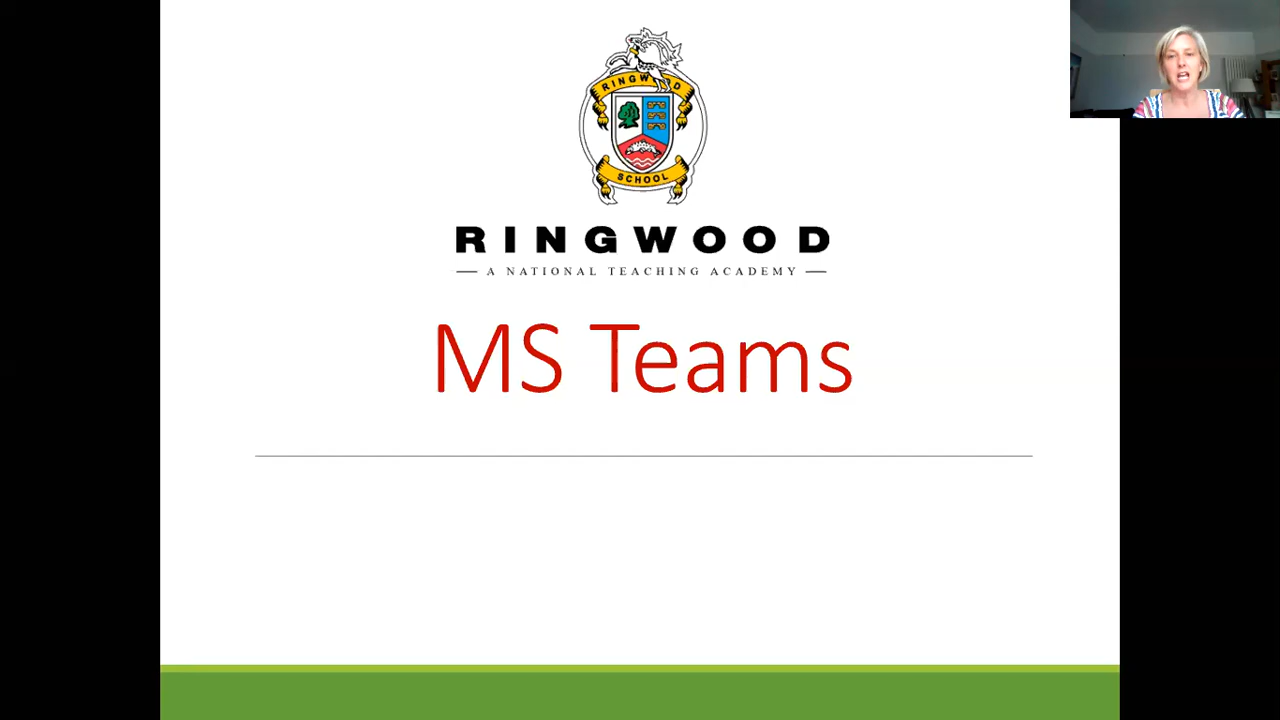 RINGWOOD
SCHOOL
RINGWOOD
A NATIONAL TEACHING ACADEMY
MS Teams